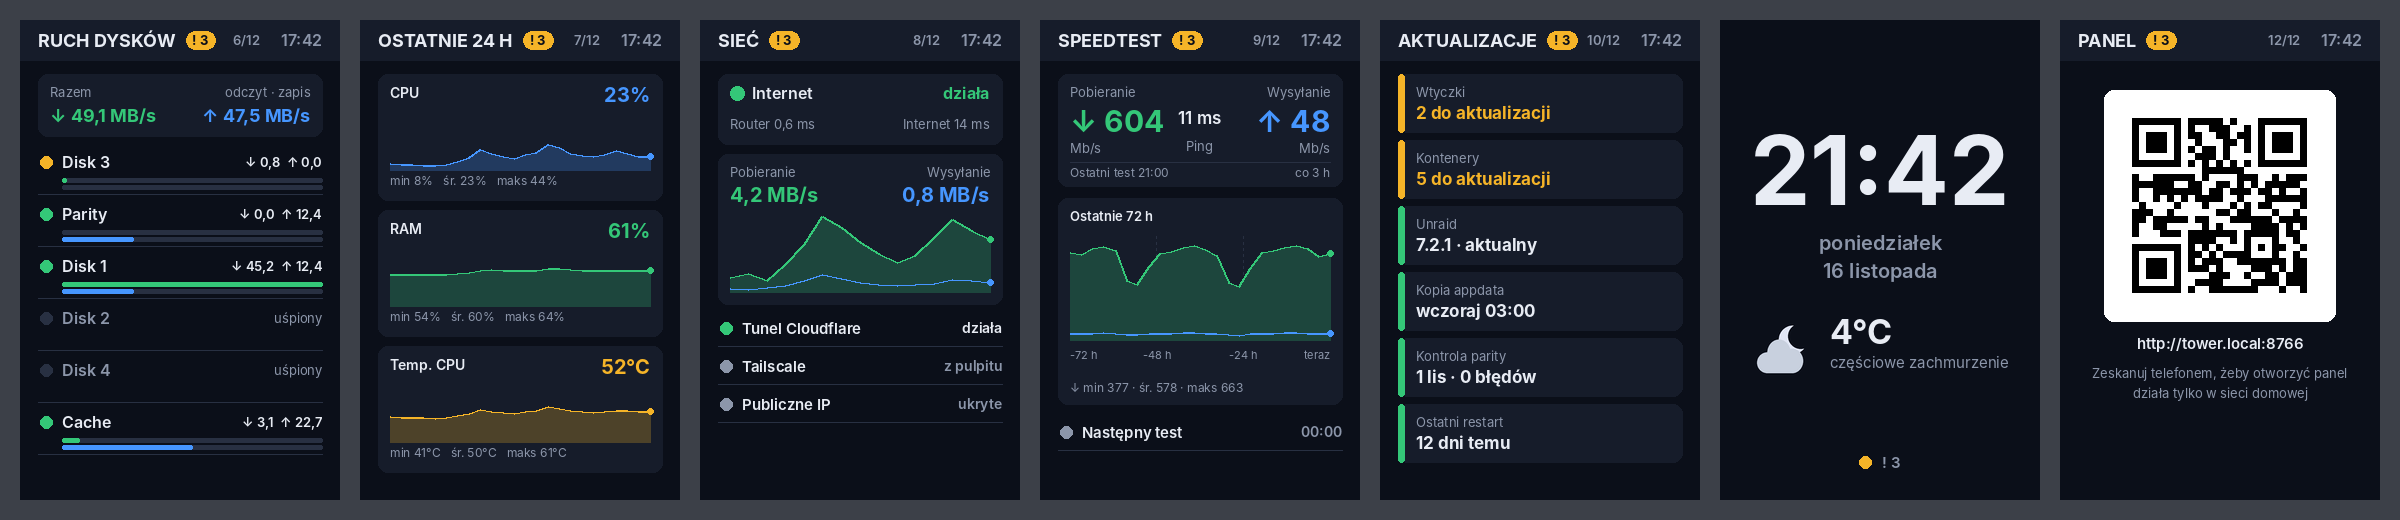 RUCH DYSKÓW ! 3 6/12 17:42
Razem odczyt · zapis
↓ 49,1 MB/s ↑ 47,5 MB/s
Disk 3 ↓ 0,8 ↑ 0,0
Parity ↓ 0,0 ↑ 12,4
Disk 1 ↓ 45,2 ↑ 12,4
Disk 2 uśpiony
Disk 4 uśpiony
Cache ↓ 3,1 ↑ 22,7
OSTATNIE 24 H ! 3 7/12 17:42
CPU 23%
min 8% śr. 23% maks 44%
RAM 61%
min 54% śr. 60% maks 64%
Temp. CPU 52°C
min 41°C śr. 50°C maks 61°C
SIEĆ ! 3 8/12 17:42
Internet działa
Router 0,6 ms Internet 14 ms
Pobieranie Wysyłanie
4,2 MB/s 0,8 MB/s
Tunel Cloudflare działa
Tailscale z pulpitu
Publiczne IP ukryte
SPEEDTEST ! 3 9/12 17:42
Pobieranie Wysyłanie
↓ 604 11 ms ↑ 48
Mb/s Ping Mb/s
Ostatni test 21:00 co 3 h
Ostatnie 72 h
-72 h -48 h -24 h teraz
↓ min 377 · śr. 578 · maks 663
Następny test 00:00
AKTUALIZACJE ! 3 10/12 17:42
Wtyczki
2 do aktualizacji
Kontenery
5 do aktualizacji
Unraid
7.2.1 · aktualny
Kopia appdata
wczoraj 03:00
Kontrola parity
1 lis · 0 błędów
Ostatni restart
12 dni temu
21:42
poniedziałek
16 listopada
4°C
częściowe zachmurzenie
! 3
PANEL ! 3 12/12 17:42
http://tower.local:8766
Zeskanuj telefonem, żeby otworzyć panel
działa tylko w sieci domowej